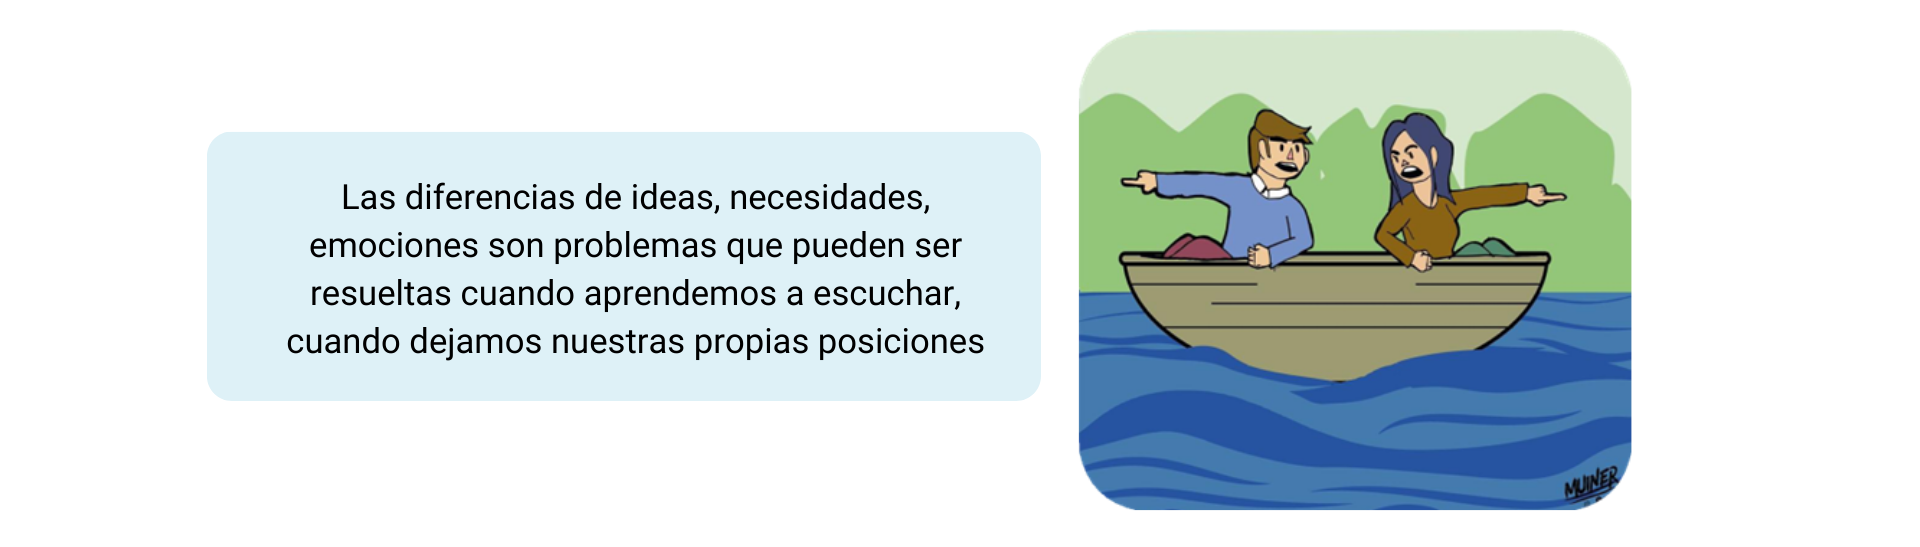 Las diferencias de ideas, necesidades,
emociones son problemas que pueden ser
resueltas cuando aprendemos a escuchar,
cuando dejamos nuestras propias posiciones
MUINER